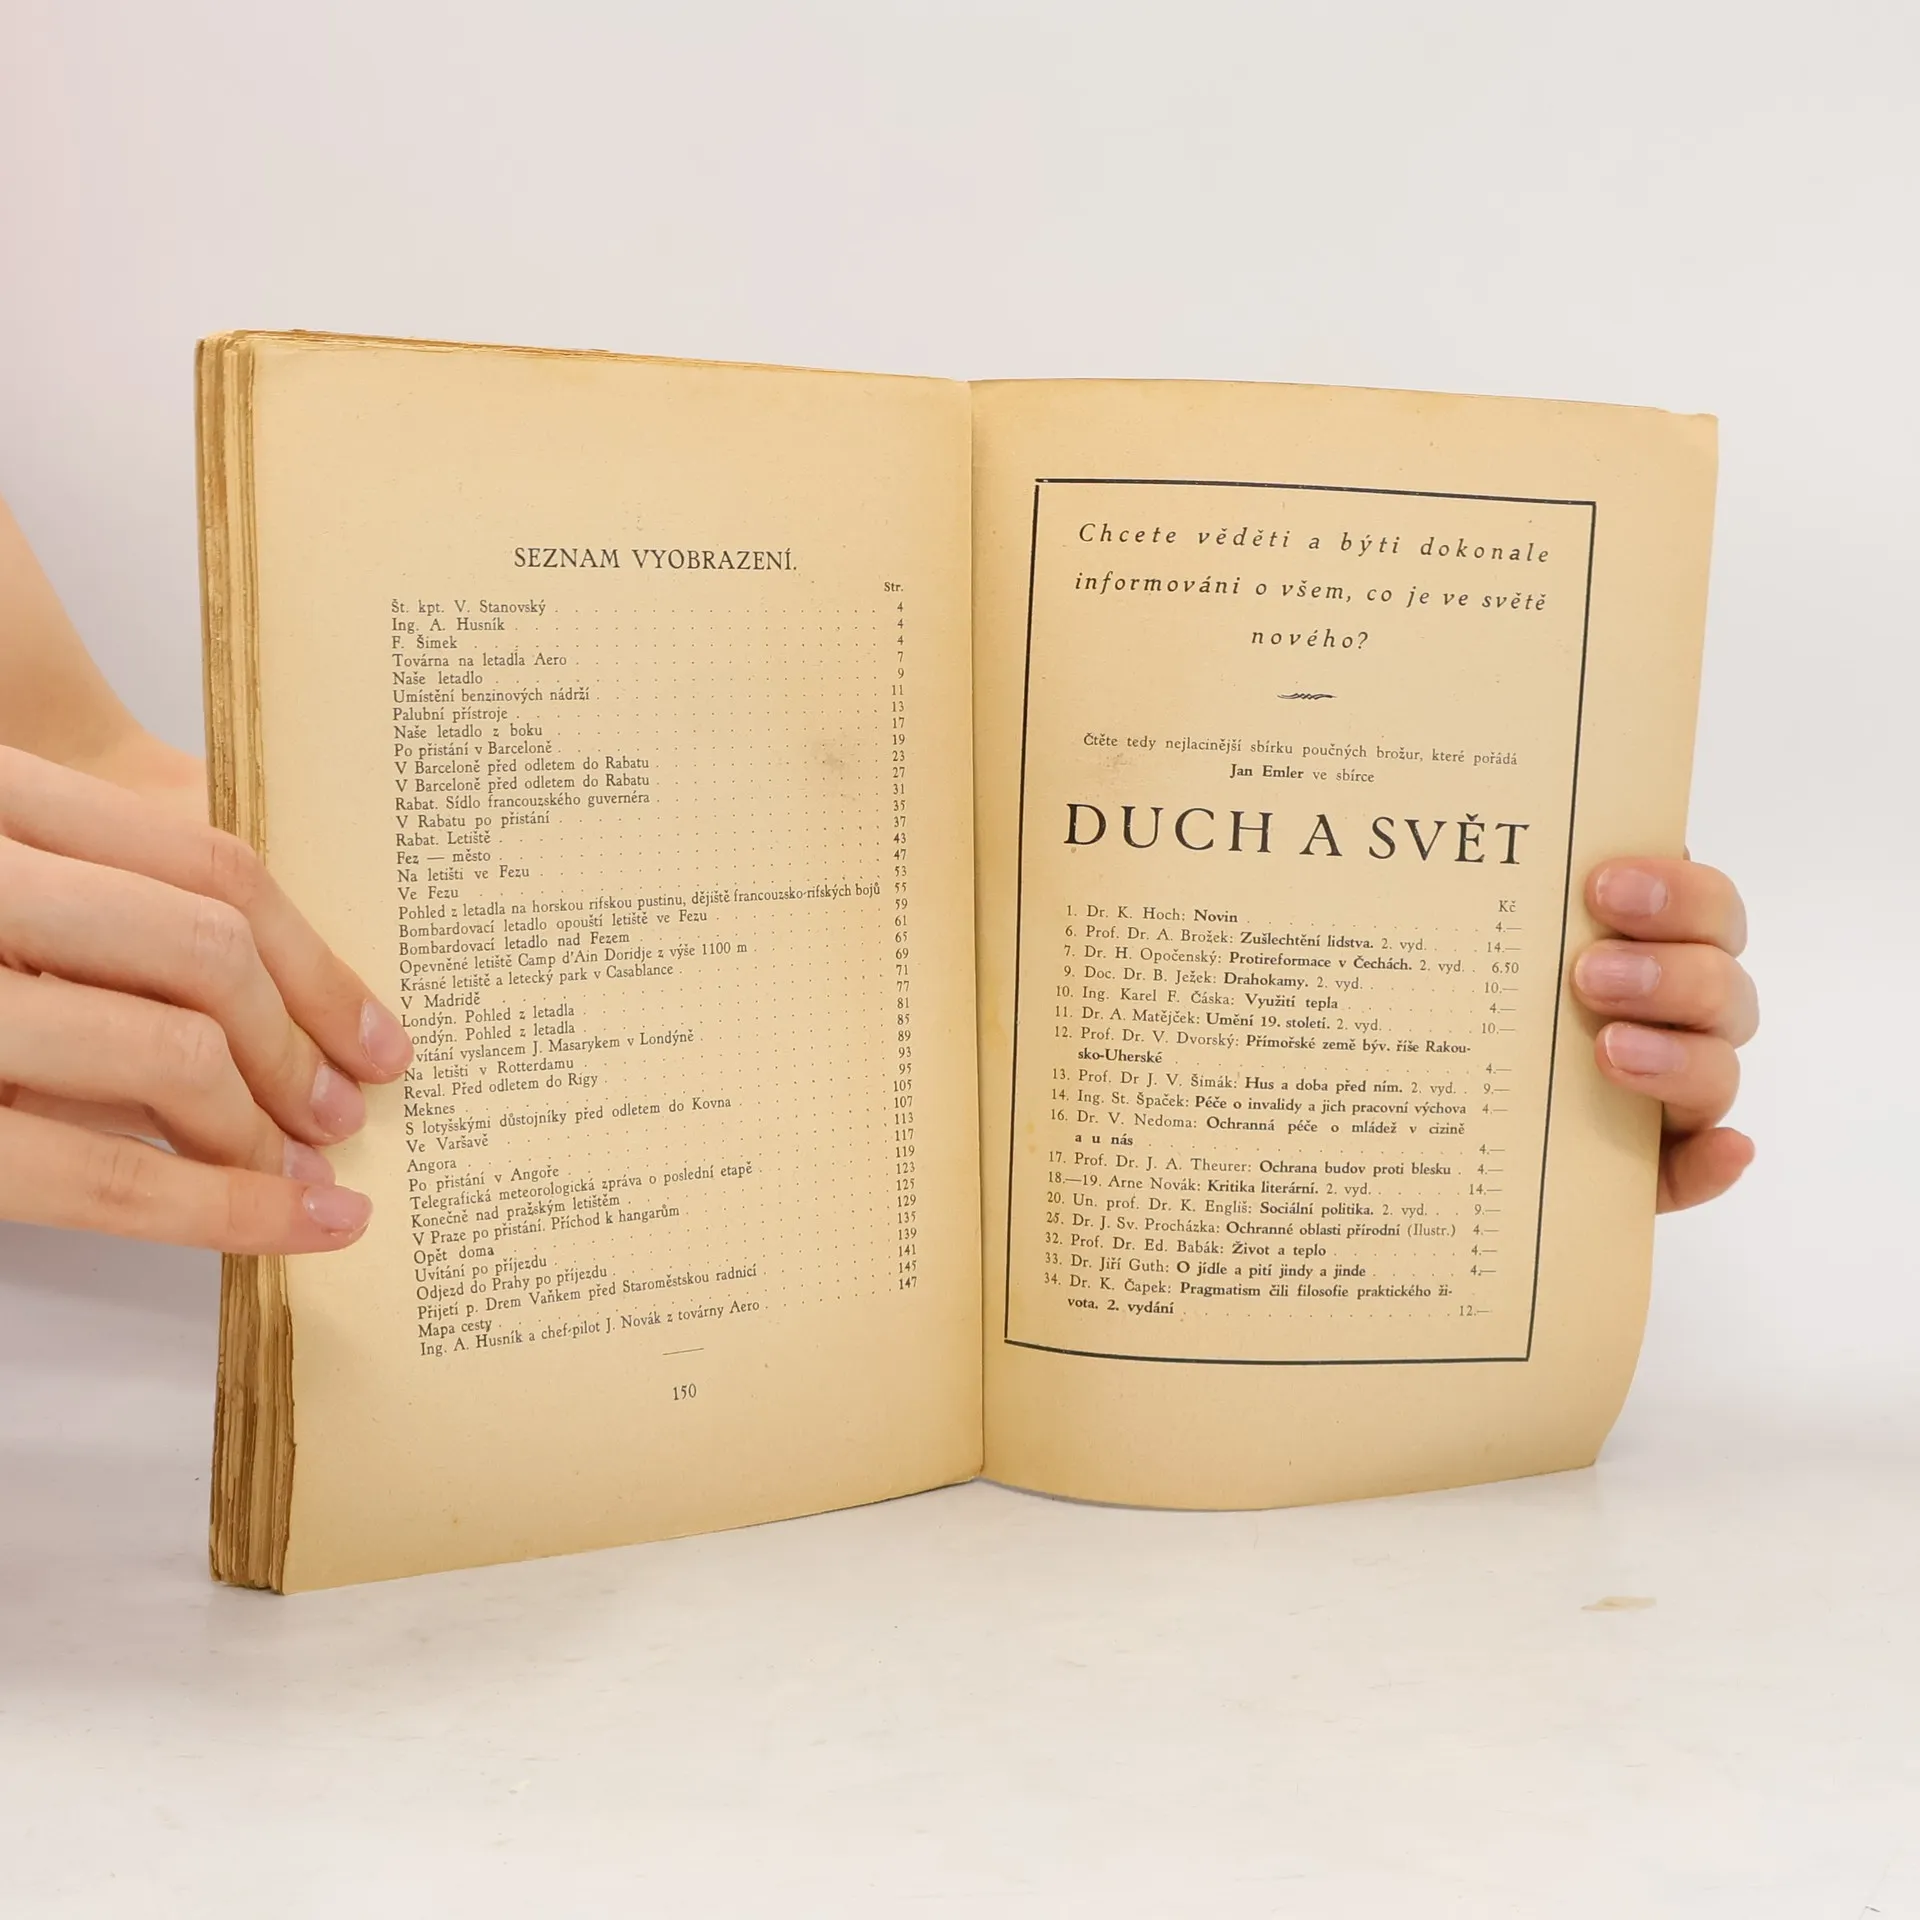 SEZNAM VYOBRAZENÍ.
Str.
Št. kpt. V. Stanovský . . . 4
Ing. A. Husník . . . 4
F. Šimek . . . 4
Továrna na letadla Aero . . . 7
Naše letadlo . . . 9
Umístění benzinových nádrží . . . 11
Palubní přístroje . . . 13
Naše letadlo z boku . . . 17
Po přistání v Barceloně . . . 19
V Barceloně před odletem do Rabatu . . . 23
V Barceloně před odletem do Rabatu . . . 27
Rabat. Sídlo francouzského guvernéra . . . 31
V Rabatu po přistání . . . 35
Rabat. Letiště . . . 37
Fez — město . . . 43
Na letišti ve Fezu . . . 47
Ve Fezu . . . 53
Pohled z letadla na horskou rifskou pustinu, dějiště francouzsko-rifských bojů 55
Bombardovací letadlo opouští letiště ve Fezu . . . 59
Bombardovací letadlo nad Fezem . . . 61
Opevněné letiště Camp d'Ain Doridje z výše 1100 m . . . 65
Krásné letiště a letecký park v Casablance . . . 69
V Madridě . . . 71
Londýn. Pohled z letadla . . . 77
ondýn. Pohled z letadla . . . 81
vítání vyslancem J. Masarykem v Londýně . . . 85
Na letišti v Rotterdamu . . . 89
Reval. Před odletem do Rigy . . . 93
Meknes . . . 95
S lotyšskými důstojníky před odletem do Kovna . . . 105
Ve Varšavě . . . 107
Angora . . . 113
Po přistání v Angoře . . . 117
Telegrafická meteorologická zpráva o poslední etapě . . . 119
Konečně nad pražským letištěm . . . 123
V Praze po přistání. Příchod k hangarům . . . 125
Opět doma . . . 129
Uvítání po příjezdu . . . 135
Odjezd do Prahy po příjezdu . . . 139
Přijetí p. Drem Vaňkem před Staroměstskou radnicí . . . 141
Mapa cesty . . . 145
Ing. A. Husník a chef-pilot J. Novák z továrny Aero . . . 147
150
Chcete věděti a býti dokonale
informováni o všem, co je ve světě
nového?
Čtěte tedy nejlacinější sbírku poučných brožur, které pořádá
Jan Emler ve sbírce
DUCH A SVĚT
Kč
1. Dr. K. Hoch: Novin . . . 4.—
6. Prof. Dr. A. Brožek: Zušlechtění lidstva. 2. vyd. . . 14.—
7. Dr. H. Opočenský: Protireformace v Čechách. 2. vyd. . 6.50
9. Doc. Dr. B. Ježek: Drahokamy. 2. vyd. . . . 10.—
10. Ing. Karel F. Čáska: Využití tepla . . . 4.—
11. Dr. A. Matějček: Umění 19. století. 2. vyd. . . . 10.—
12. Prof. Dr. V. Dvorský: Přímořské země býv. říše Rakou-
sko-Uherské . . . 4.—
13. Prof. Dr J. V. Šimák: Hus a doba před ním. 2. vyd. . 9.—
14. Ing. St. Špaček: Péče o invalidy a jich pracovní výchova 4.—
16. Dr. V. Nedoma: Ochranná péče o mládež v cizině
a u nás . . . 4.—
17. Prof. Dr. J. A. Theurer: Ochrana budov proti blesku . 4.—
18.—19. Arne Novák: Kritika literární. 2. vyd. . . . 14.—
20. Un. prof. Dr. K. Engliš: Sociální politika. 2. vyd. . . 9.—
25. Dr. J. Sv. Procházka: Ochranné oblasti přírodní (Ilustr.) 4.—
32. Prof. Dr. Ed. Babák: Život a teplo . . . 4.—
33. Dr. Jiří Guth: O jídle a pití jindy a jinde . . . 4.—
34. Dr. K. Čapek: Pragmatism čili filosofie praktického ži-
vota. 2. vydání . . . 12.—